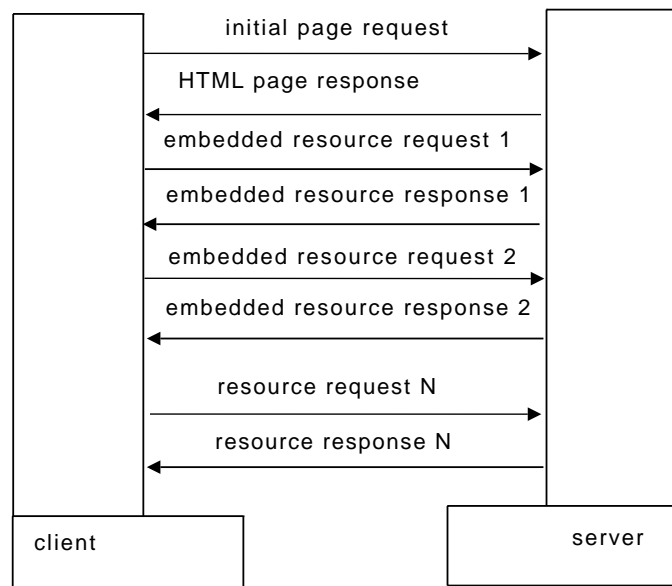 initial page request
HTML page response
embedded resource request 1
embedded resource response 1
embedded resource request 2
embedded resource response 2
resource request N
resource response N
client
server